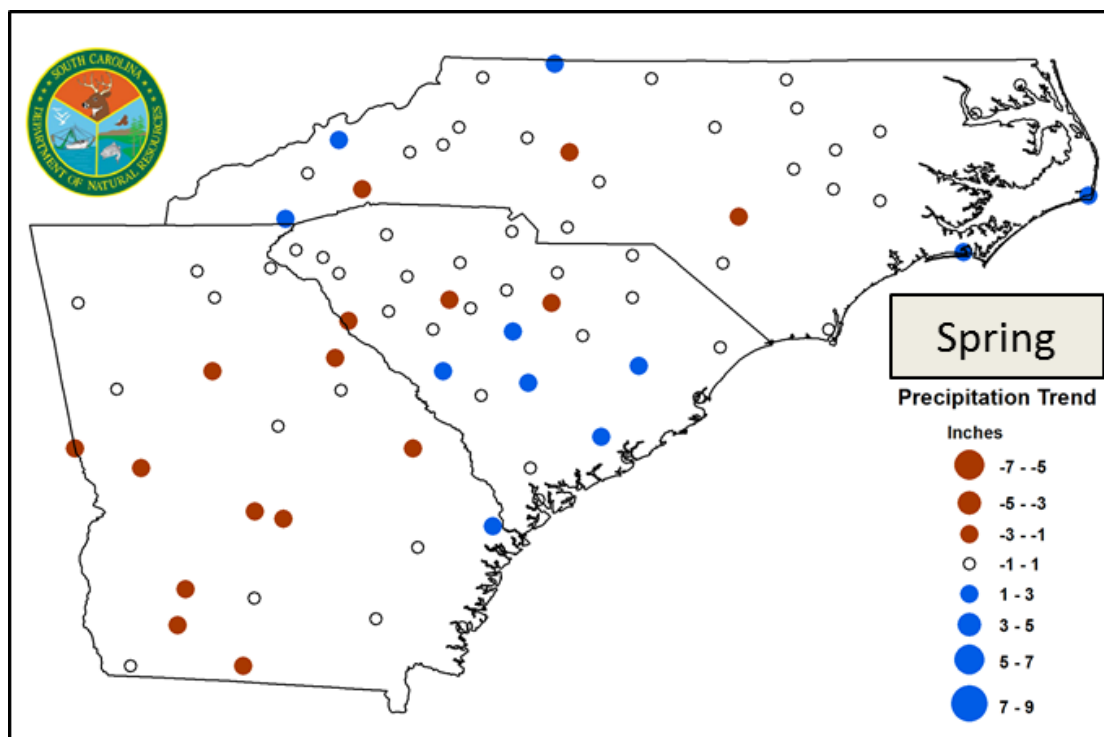 SOUTH CAROLINA
DEPARTMENT OF NATURAL RESOURCES
Spring
Precipitation Trend
Inches
-7 - -5
-5 - -3
-3 - -1
-1 - 1
1 - 3
3 - 5
5 - 7
7 - 9